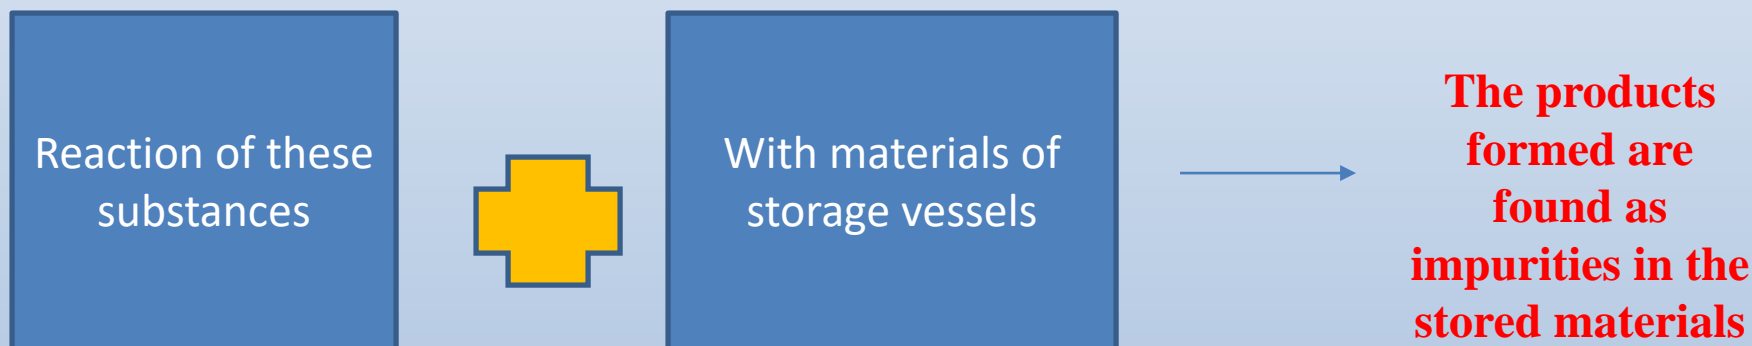 Reaction of these
substances
With materials of
storage vessels
The products
formed are
found as
impurities in the
stored materials